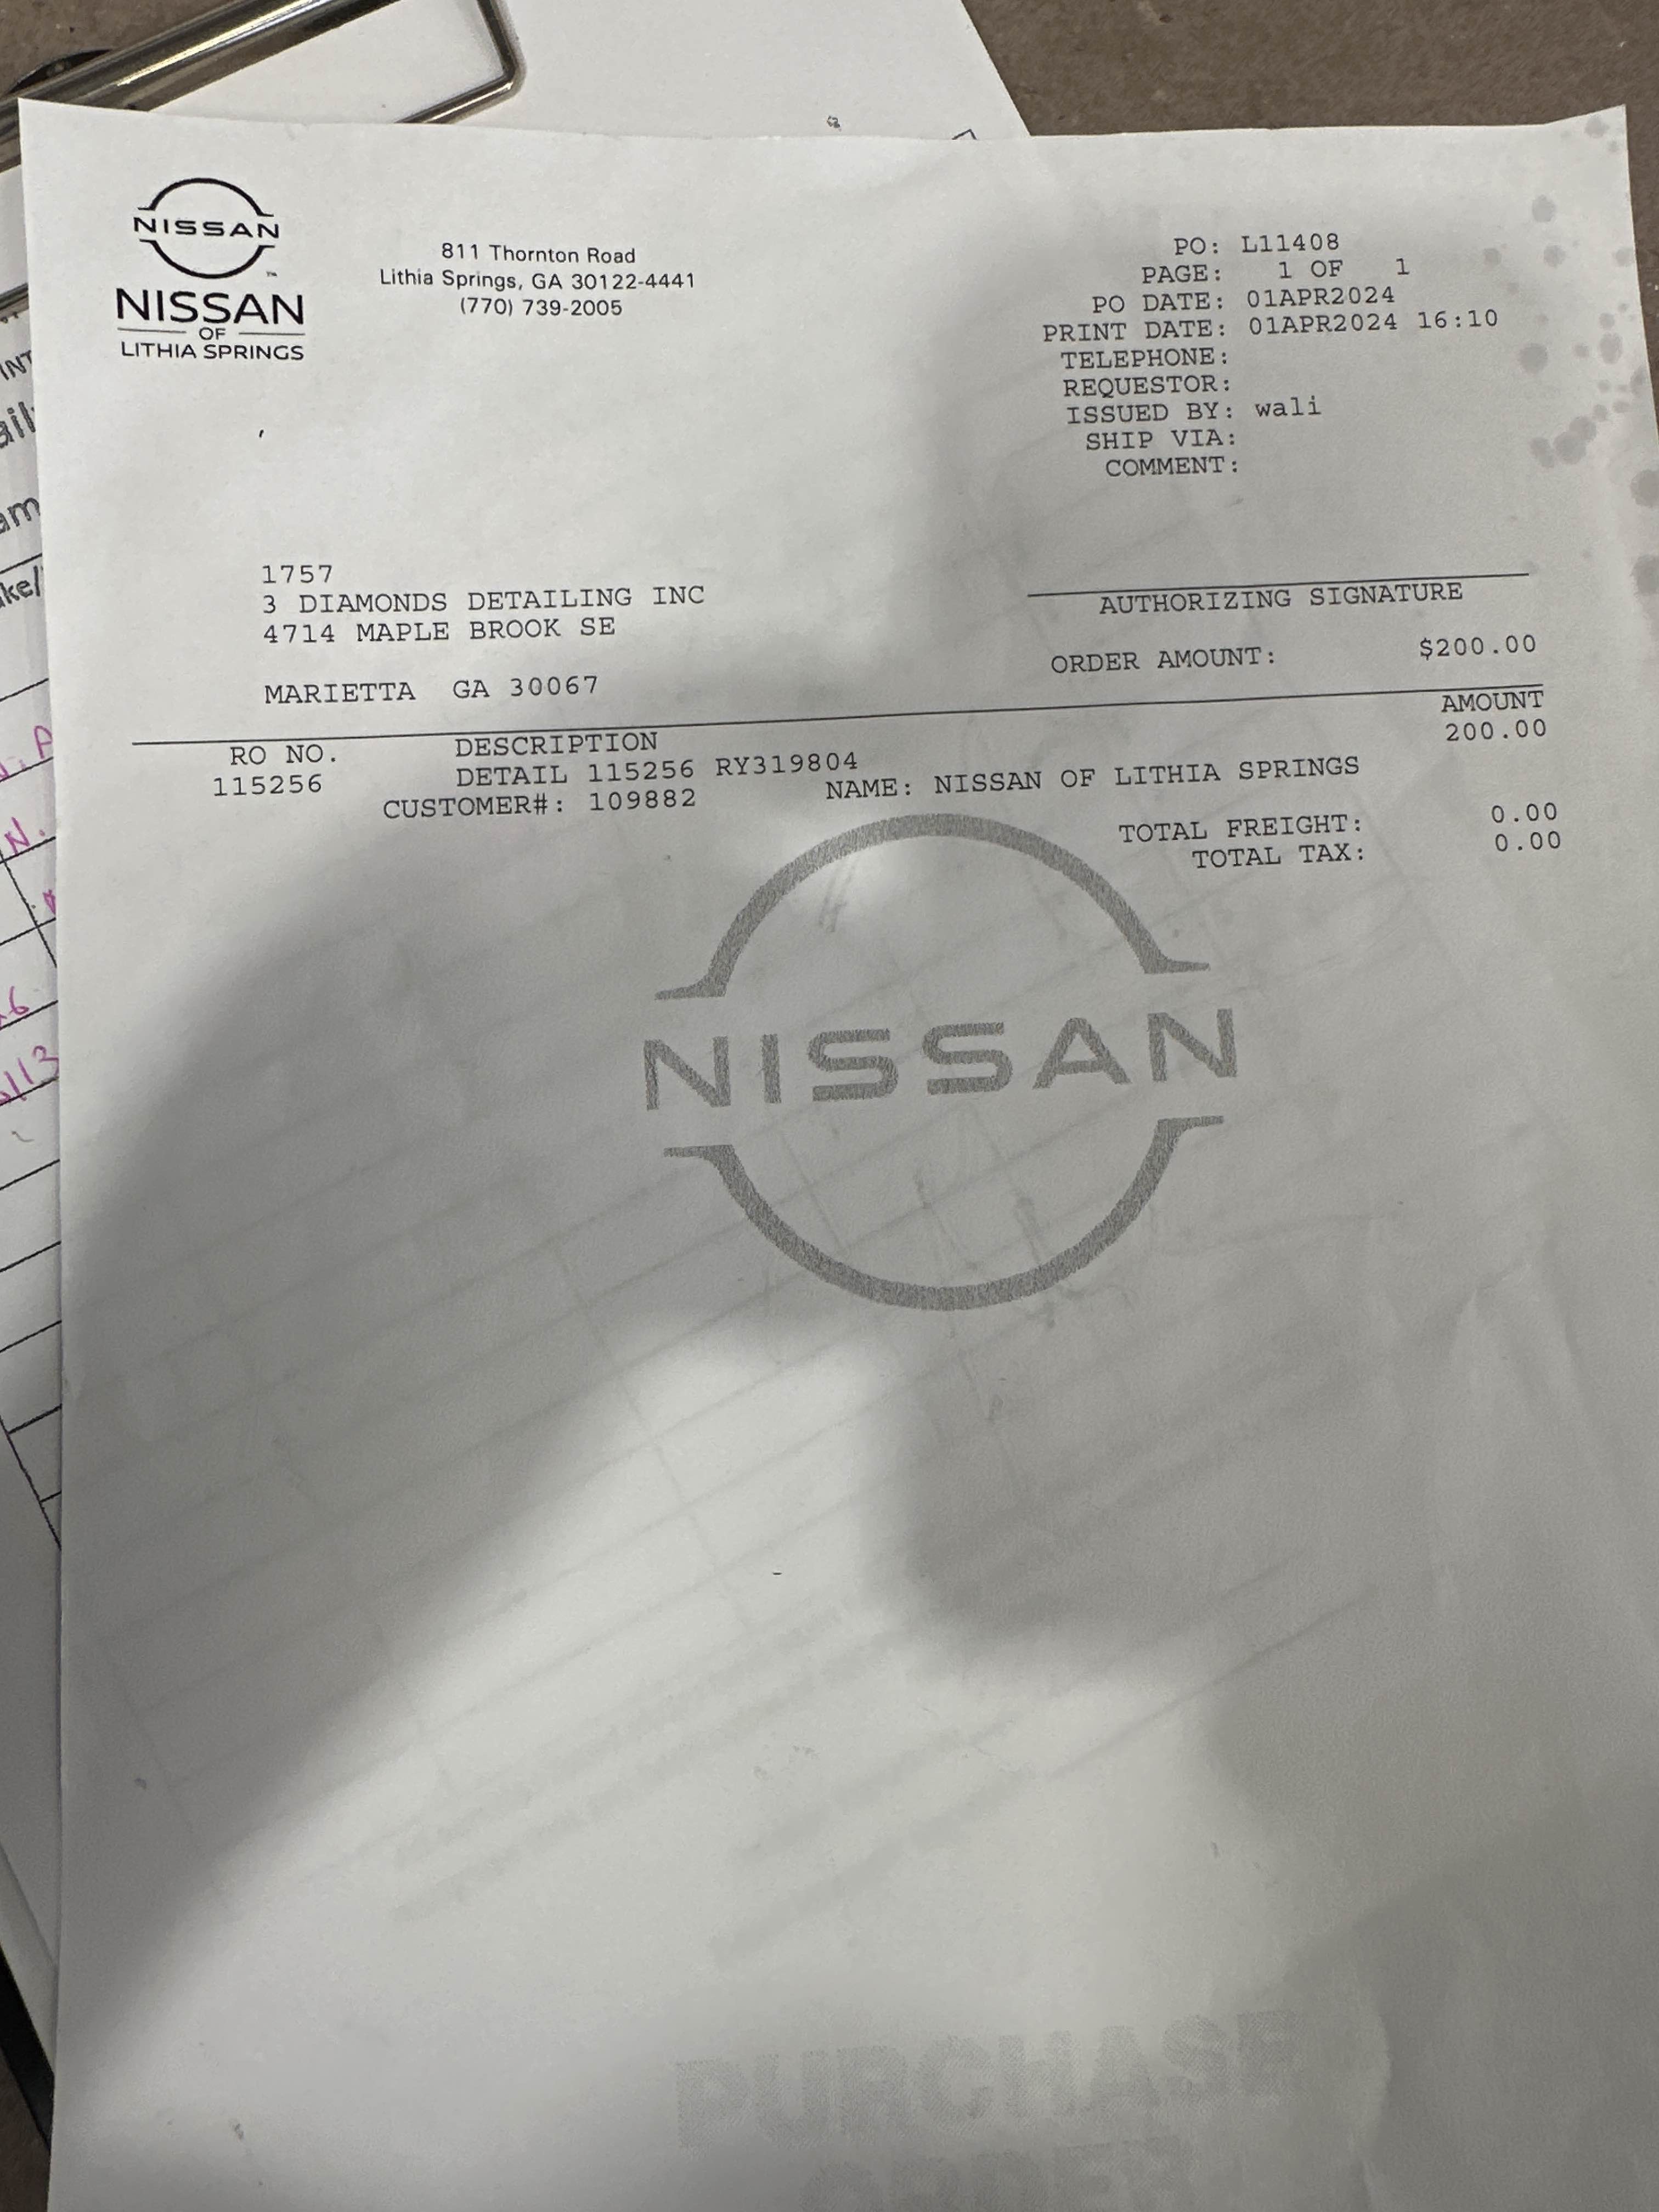 NISSAN
TM
NISSAN
OF
LITHIA SPRINGS
811 Thornton Road
Lithia Springs, GA 30122-4441
(770) 739-2005
PO: L11408
PAGE: 1 OF 1
PO DATE: 01APR2024
PRINT DATE: 01APR2024 16:10
TELEPHONE:
REQUESTOR:
ISSUED BY: wali
SHIP VIA:
COMMENT:
1757
3 DIAMONDS DETAILING INC
4714 MAPLE BROOK SE
MARIETTA GA 30067
AUTHORIZING SIGNATURE
ORDER AMOUNT: $200.00
RO NO. DESCRIPTION AMOUNT
115256 DETAIL 115256 RY319804 200.00
CUSTOMER#: 109882 NAME: NISSAN OF LITHIA SPRINGS
TOTAL FREIGHT: 0.00
TOTAL TAX: 0.00
NISSAN
PURCHASE
ORDER